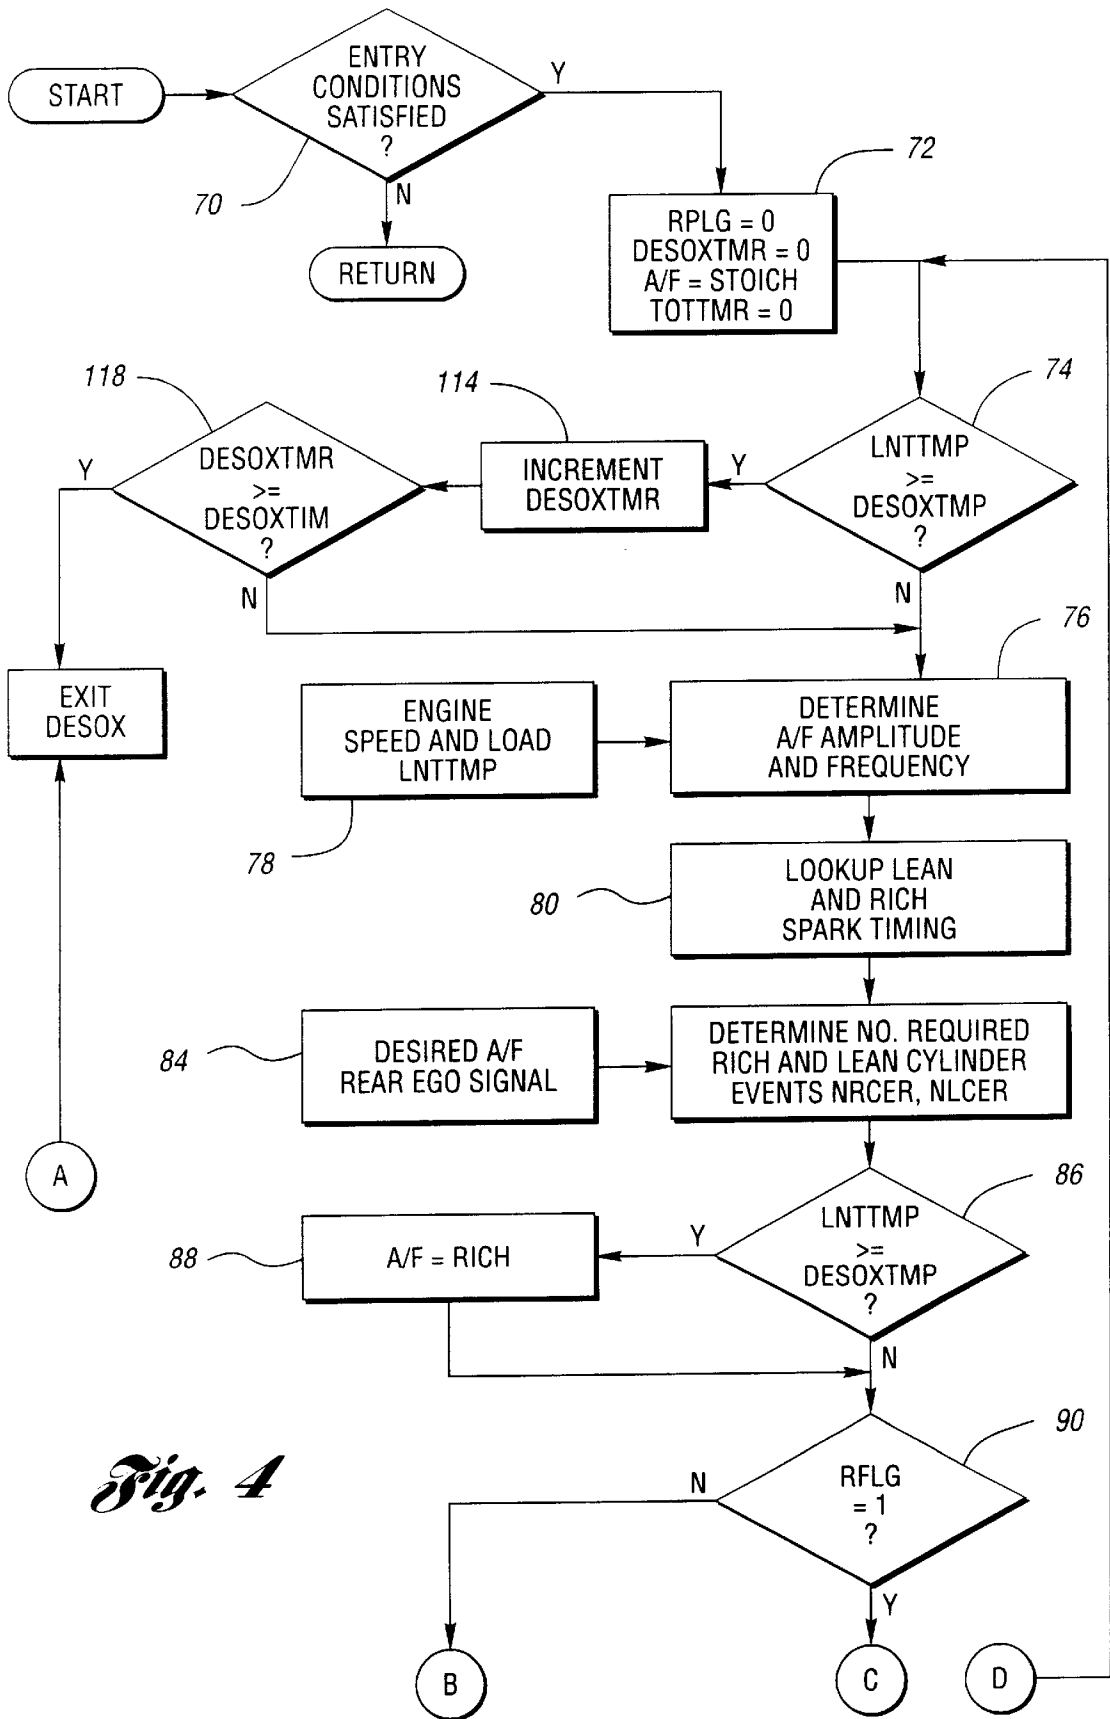 START
ENTRY
CONDITIONS
SATISFIED
?
Y
N
70
RETURN
72
RPLG = 0
DESOXTMR = 0
A/F = STOICH
TOTTMR = 0
118
DESOXTMR
>=
DESOXTIM
?
Y
N
114
INCREMENT
DESOXTMR
74
LNTTMP
>=
DESOXTMP
?
Y
N
EXIT
DESOX
76
ENGINE
SPEED AND LOAD
LNTTMP
78
DETERMINE
A/F AMPLITUDE
AND FREQUENCY
80
LOOKUP LEAN
AND RICH
SPARK TIMING
84
DESIRED A/F
REAR EGO SIGNAL
DETERMINE NO. REQUIRED
RICH AND LEAN CYLINDER
EVENTS NRCER, NLCER
A
86
LNTTMP
>=
DESOXTMP
?
Y
N
88
A/F = RICH
90
RFLG
= 1
?
N
Y
Fig. 4
B
C
D